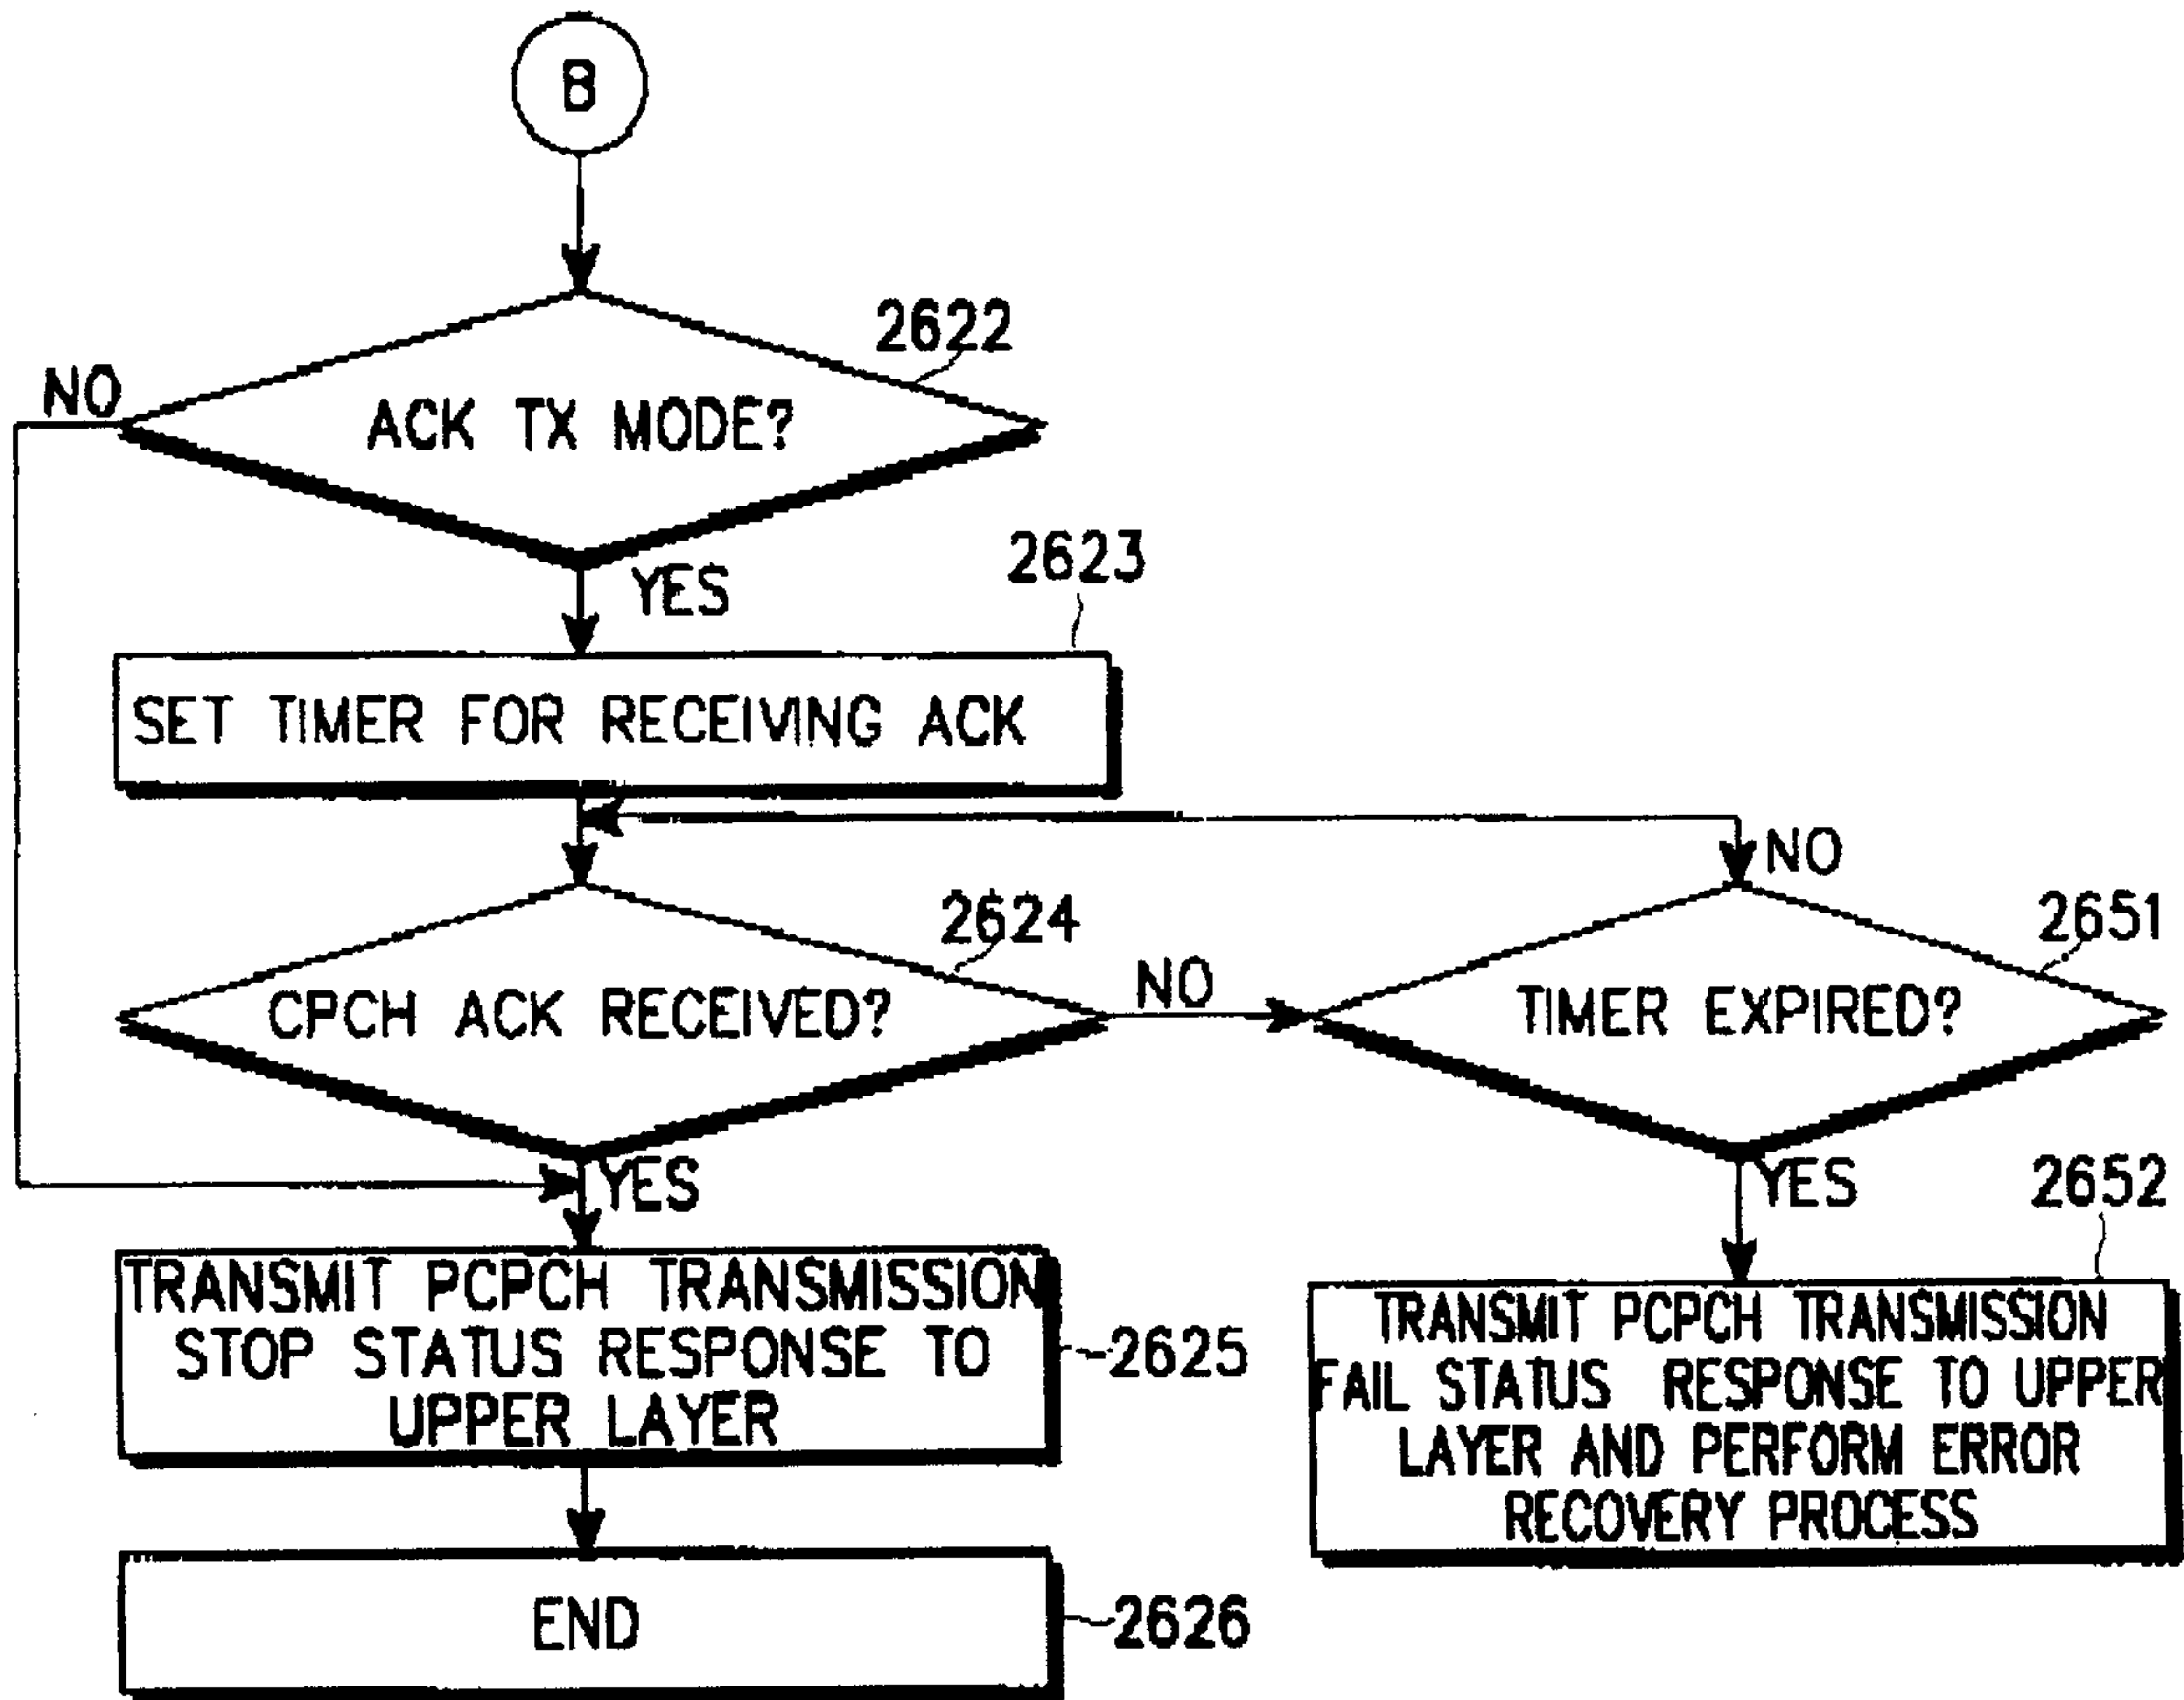 B
2622
NO
ACK TX MODE?
YES
2623
SET TIMER FOR RECEIVING ACK
NO
2624
2651
CPCH ACK RECEIVED?
NO
TIMER EXPIRED?
YES
YES
2652
TRANSMIT PCPCH TRANSMISSION
STOP STATUS RESPONSE TO
UPPER LAYER
2625
TRANSMIT PCPCH TRANSMISSION
FAIL STATUS RESPONSE TO UPPER
LAYER AND PERFORM ERROR
RECOVERY PROCESS
END
2626